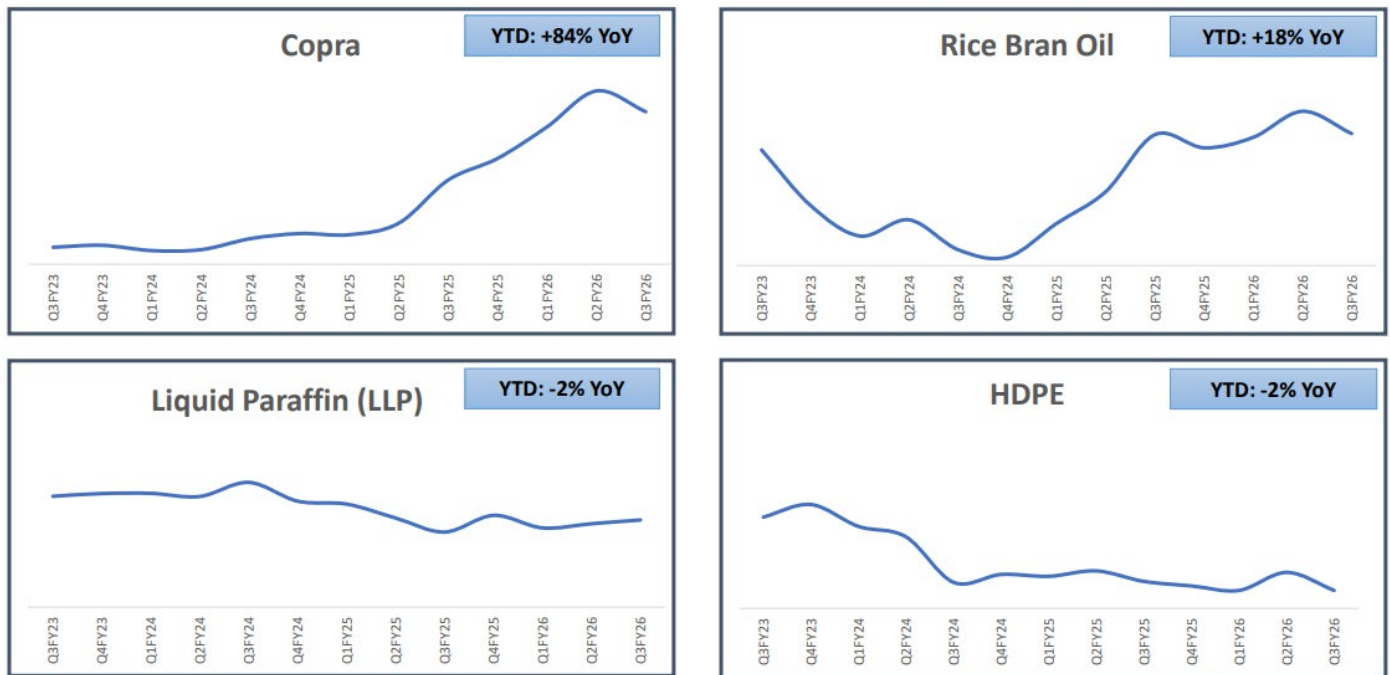 Copra
YTD: +84% YoY
Q3FY23
Q4FY23
Q1FY24
Q2FY24
Q3FY24
Q4FY24
Q1FY25
Q2FY25
Q3FY25
Q4FY25
Q1FY26
Q2FY26
Q3FY26
Rice Bran Oil
YTD: +18% YoY
Q3FY23
Q4FY23
Q1FY24
Q2FY24
Q3FY24
Q4FY24
Q1FY25
Q2FY25
Q3FY25
Q4FY25
Q1FY26
Q2FY26
Q3FY26
Liquid Paraffin (LLP)
YTD: -2% YoY
Q3FY23
Q4FY23
Q1FY24
Q2FY24
Q3FY24
Q4FY24
Q1FY25
Q2FY25
Q3FY25
Q4FY25
Q1FY26
Q2FY26
Q3FY26
HDPE
YTD: -2% YoY
Q3FY23
Q4FY23
Q1FY24
Q2FY24
Q3FY24
Q4FY24
Q1FY25
Q2FY25
Q3FY25
Q4FY25
Q1FY26
Q2FY26
Q3FY26